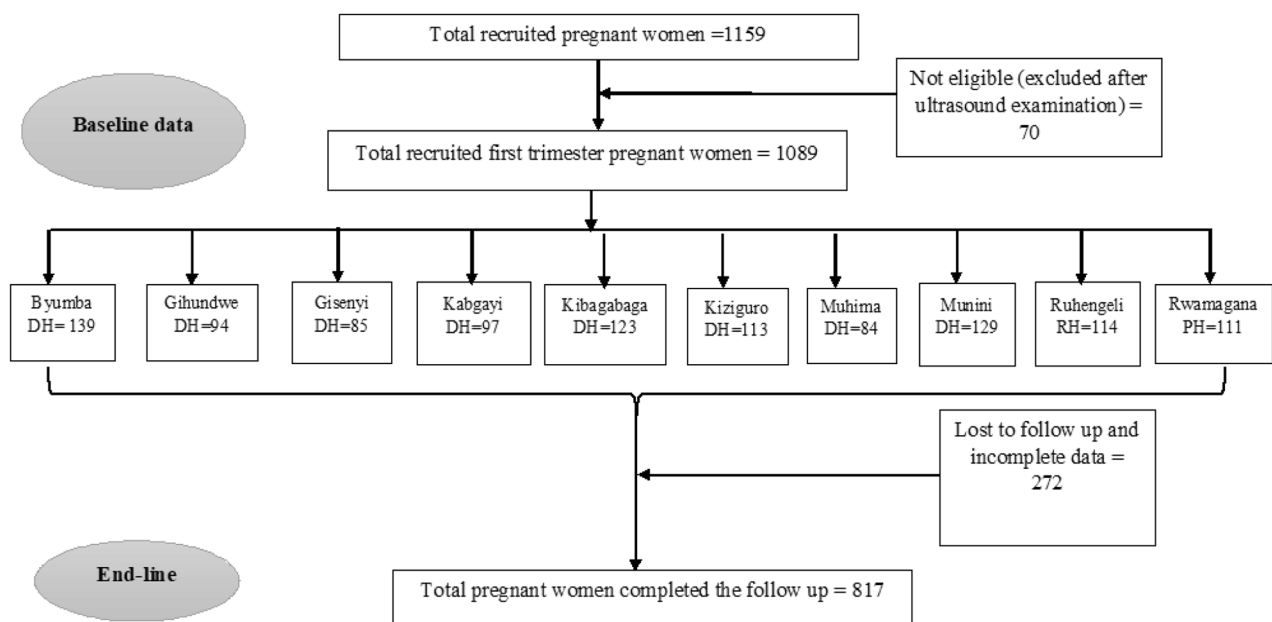 Total recruited pregnant women =1159
Not eligible (excluded after
ultrasound examination) =
70
Baseline data
Total recruited first trimester pregnant women = 1089
Byumba
DH= 139
Gihundwe
DH=94
Gisenyi
DH=85
Kabgayi
DH=97
Kibagabaga
DH=123
Kiziguro
DH=113
Muhima
DH=84
Munini
DH=129
Ruhengeli
RH=114
Rwamagana
PH=111
Lost to follow up and
incomplete data =
272
End-line
Total pregnant women completed the follow up = 817